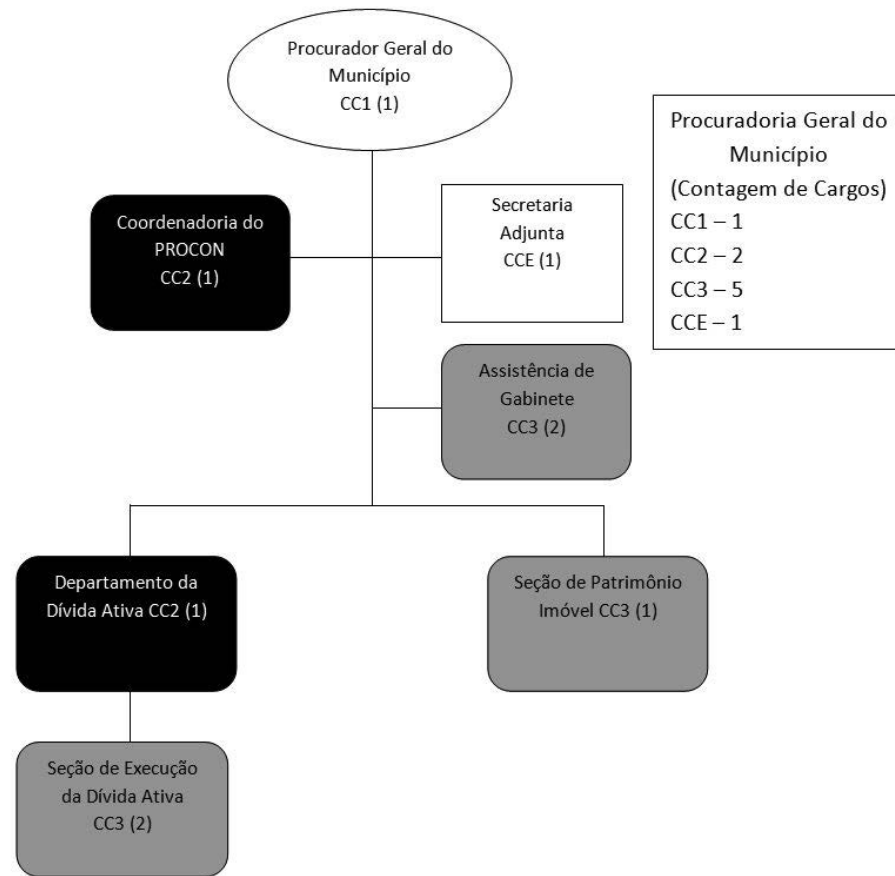 Procurador Geral do
Município
CC1 (1)
Procuradoria Geral do
Município
(Contagem de Cargos)
CC1 – 1
CC2 – 2
CC3 – 5
CCE – 1
Coordenadoria do
PROCON
CC2 (1)
Secretaria
Adjunta
CCE (1)
Assistência de
Gabinete
CC3 (2)
Departamento da
Dívida Ativa CC2 (1)
Seção de Patrimônio
Imóvel CC3 (1)
Seção de Execução
da Dívida Ativa
CC3 (2)